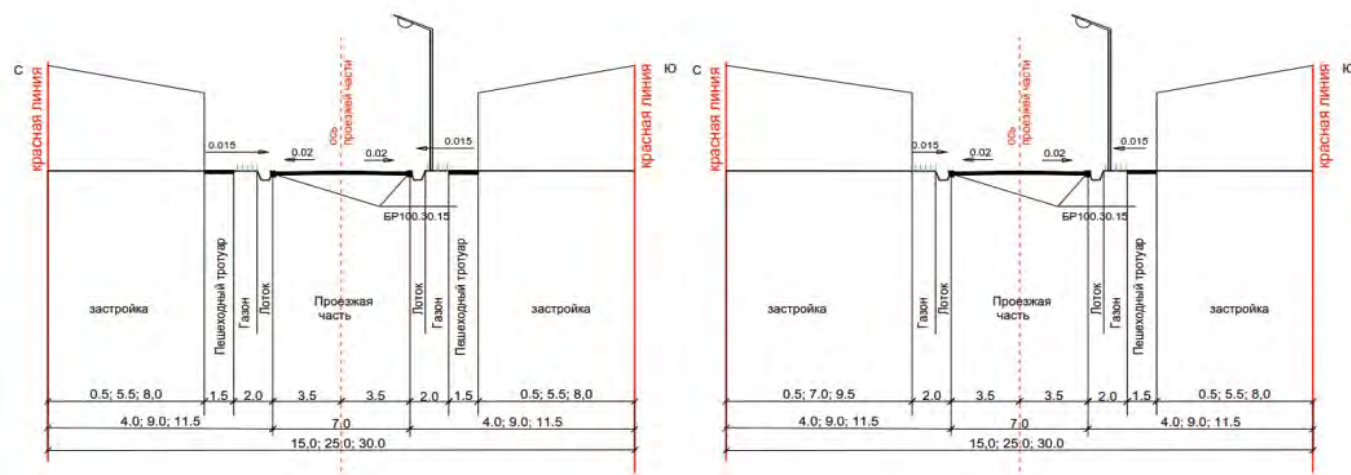 С
красная линия
0.015
0.02
ось
проезжей части
0.02
0.015
Ю
красная линия
БР100.30.15
застройка
Пешеходный тротуар
Газон
Лоток
Проезжая
часть
Лоток
Газон
Пешеходный тротуар
застройка
0.5; 5.5; 8,0
1.5
2.0
3.5
3.5
2.0
1.5
0.5; 5.5; 8,0
4.0; 9.0; 11.5
7.0
4.0; 9.0; 11.5
15,0; 25,0; 30.0
С
красная линия
0.015
0.02
ось
проезжей части
0.02
0.015
Ю
красная линия
БР100.30.15
застройка
Газон
Лоток
Проезжая
часть
Лоток
Газон
Пешеходный тротуар
застройка
0.5; 7.0; 9.5
2.0
3.5
3.5
2.0
1.5
0.5; 5.5; 8,0
4.0; 9.0; 11.5
7.0
4.0; 9.0; 11.5
15,0; 25,0; 30.0